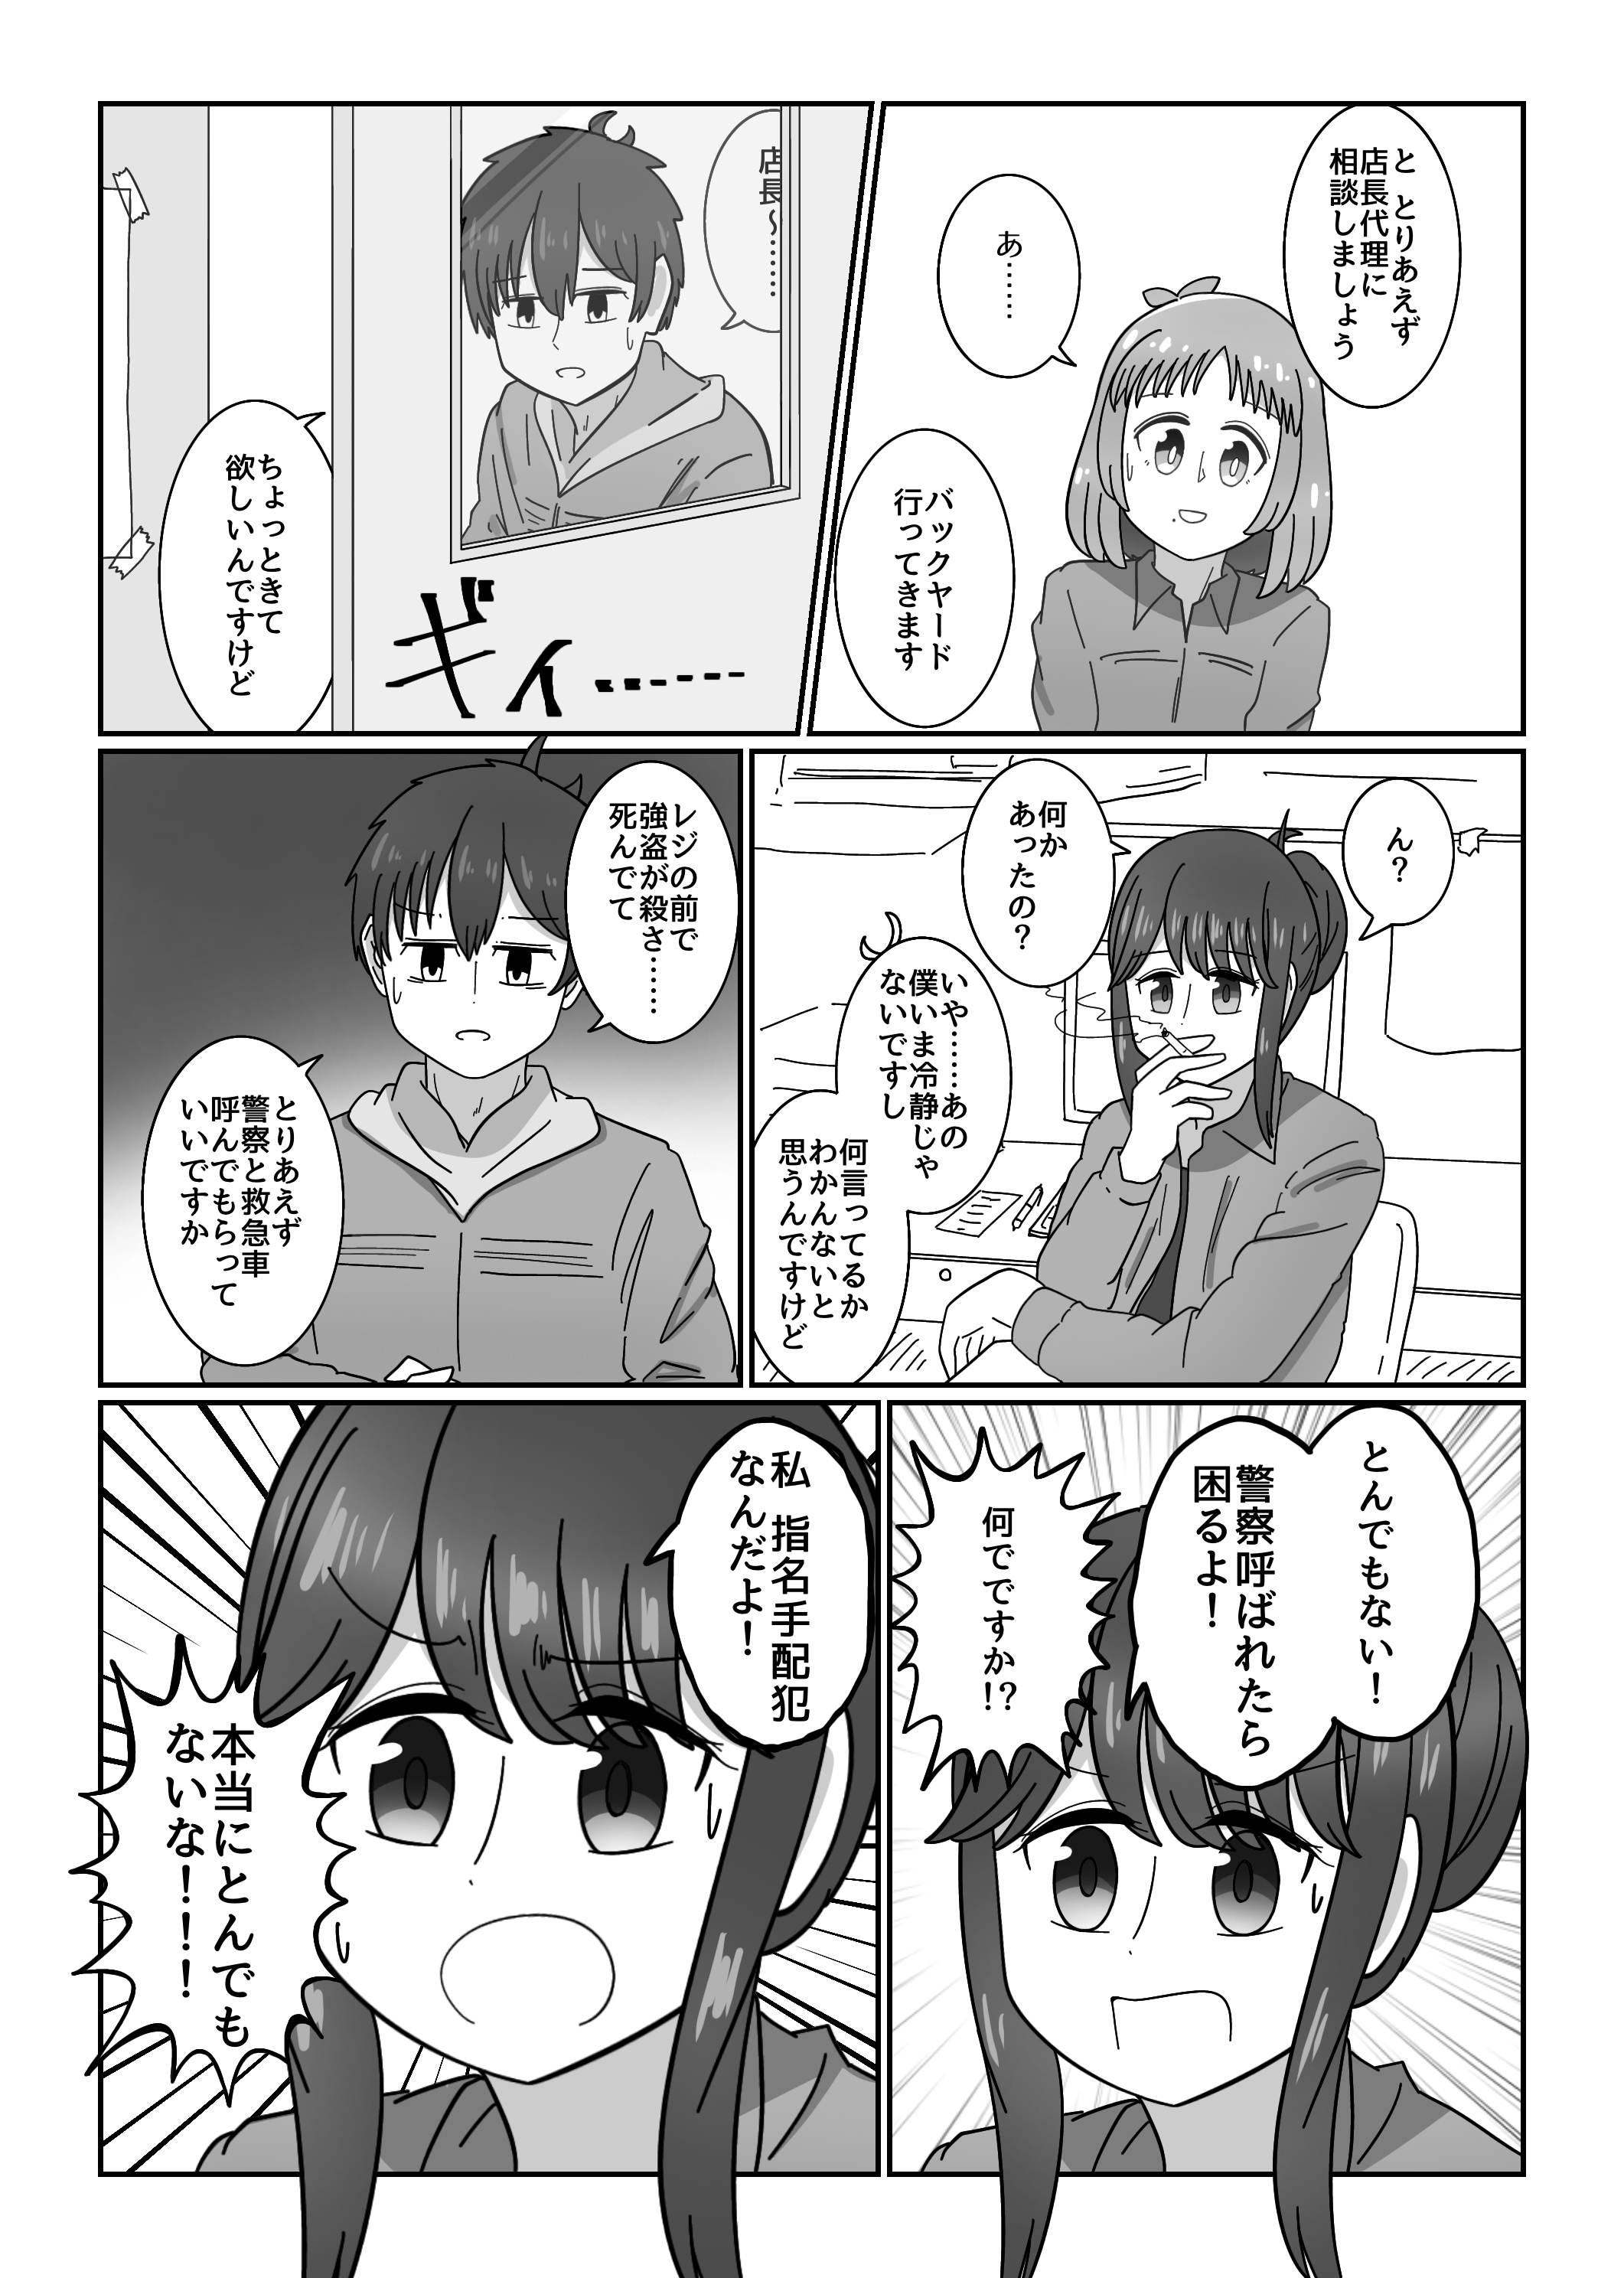 と とりあえず
店長代理に
相談しましょう
あ……
バックヤード
行ってきます
店長～……
ギィ……
ちょっときて
欲しいんですけど
ん？
何か
あったの？
いや……あの
僕いま冷静じゃ
ないですし
何言ってるか
わかんないと
思うんですけど
レジの前で
強盗が殺さ……
死んでて
とりあえず
警察と救急車
呼んでもらって
いいですか
とんでもない！
警察呼ばれたら
困るよ！
何でですか!?
私 指名手配犯
なんだよ！
本当にとんでも
ないな！！！